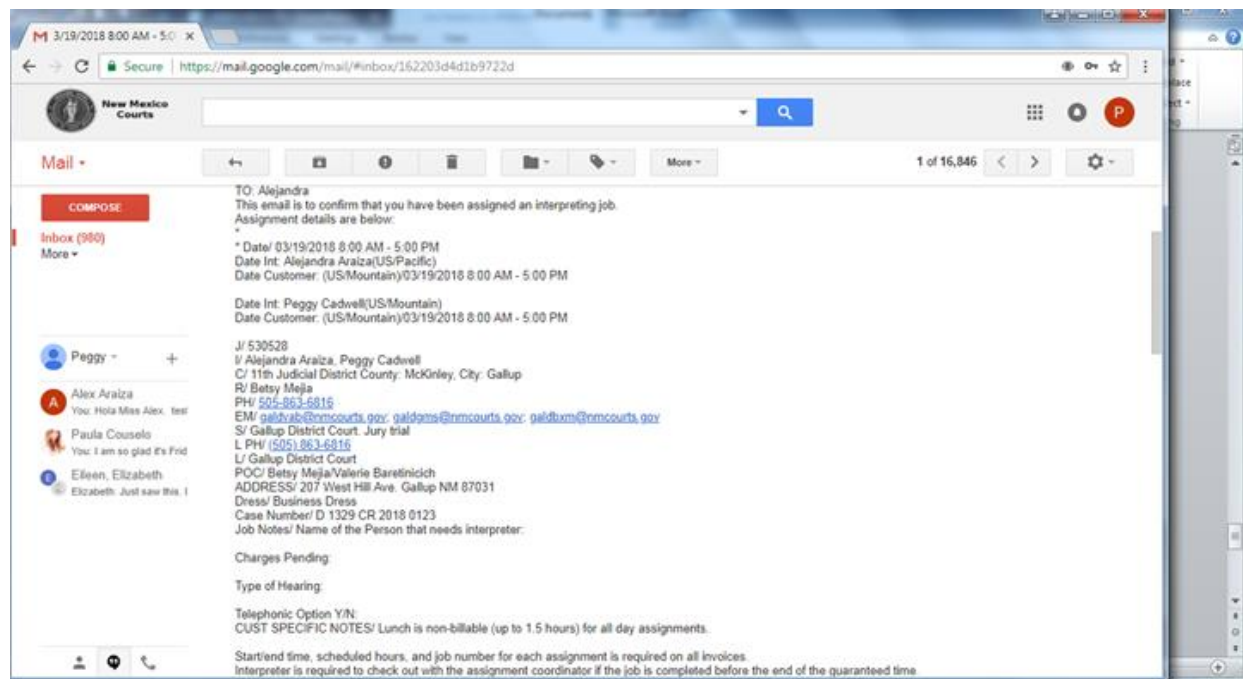 3/19/2018 8:00 AM - 5:0
Secure https://mail.google.com/mail/#inbox/162203d4d1b9722d
New Mexico
Courts
P
Mail
More
1 of 16,846
COMPOSE
Inbox (980)
More
Peggy
Alex Araiza
You: Hola Miss Alex. test
Paula Couselo
You: I am so glad it's Frid
Eileen, Elizabeth
Elizabeth: Just saw this. I
TO: Alejandra
This email is to confirm that you have been assigned an interpreting job.
Assignment details are below:
*
* Date/ 03/19/2018 8:00 AM - 5:00 PM
Date Int: Alejandra Araiza(US/Pacific)
Date Customer: (US/Mountain)/03/19/2018 8:00 AM - 5:00 PM
Date Int: Peggy Cadwell(US/Mountain)
Date Customer: (US/Mountain)/03/19/2018 8:00 AM - 5:00 PM
J/ 530528
I/ Alejandra Araiza, Peggy Cadwell
C/ 11th Judicial District County: McKinley, City: Gallup
R/ Betsy Mejia
PH/ 505-863-6816
EM/ galdvab@nmcourts.gov; galdgms@nmcourts.gov; galdbxm@nmcourts.gov
S/ Gallup District Court. Jury trial
L PH/ (505) 863-6816
L/ Gallup District Court
POC/ Betsy Mejia/Valerie Baretinicich
ADDRESS/ 207 West Hill Ave. Gallup NM 87031
Dress/ Business Dress
Case Number/ D 1329 CR 2018 0123
Job Notes/ Name of the Person that needs interpreter:
Charges Pending:
Type of Hearing:
Telephonic Option Y/N:
CUST SPECIFIC NOTES/ Lunch is non-billable (up to 1.5 hours) for all day assignments.
Start/end time, scheduled hours, and job number for each assignment is required on all invoices.
Interpreter is required to check out with the assignment coordinator if the job is completed before the end of the guaranteed time